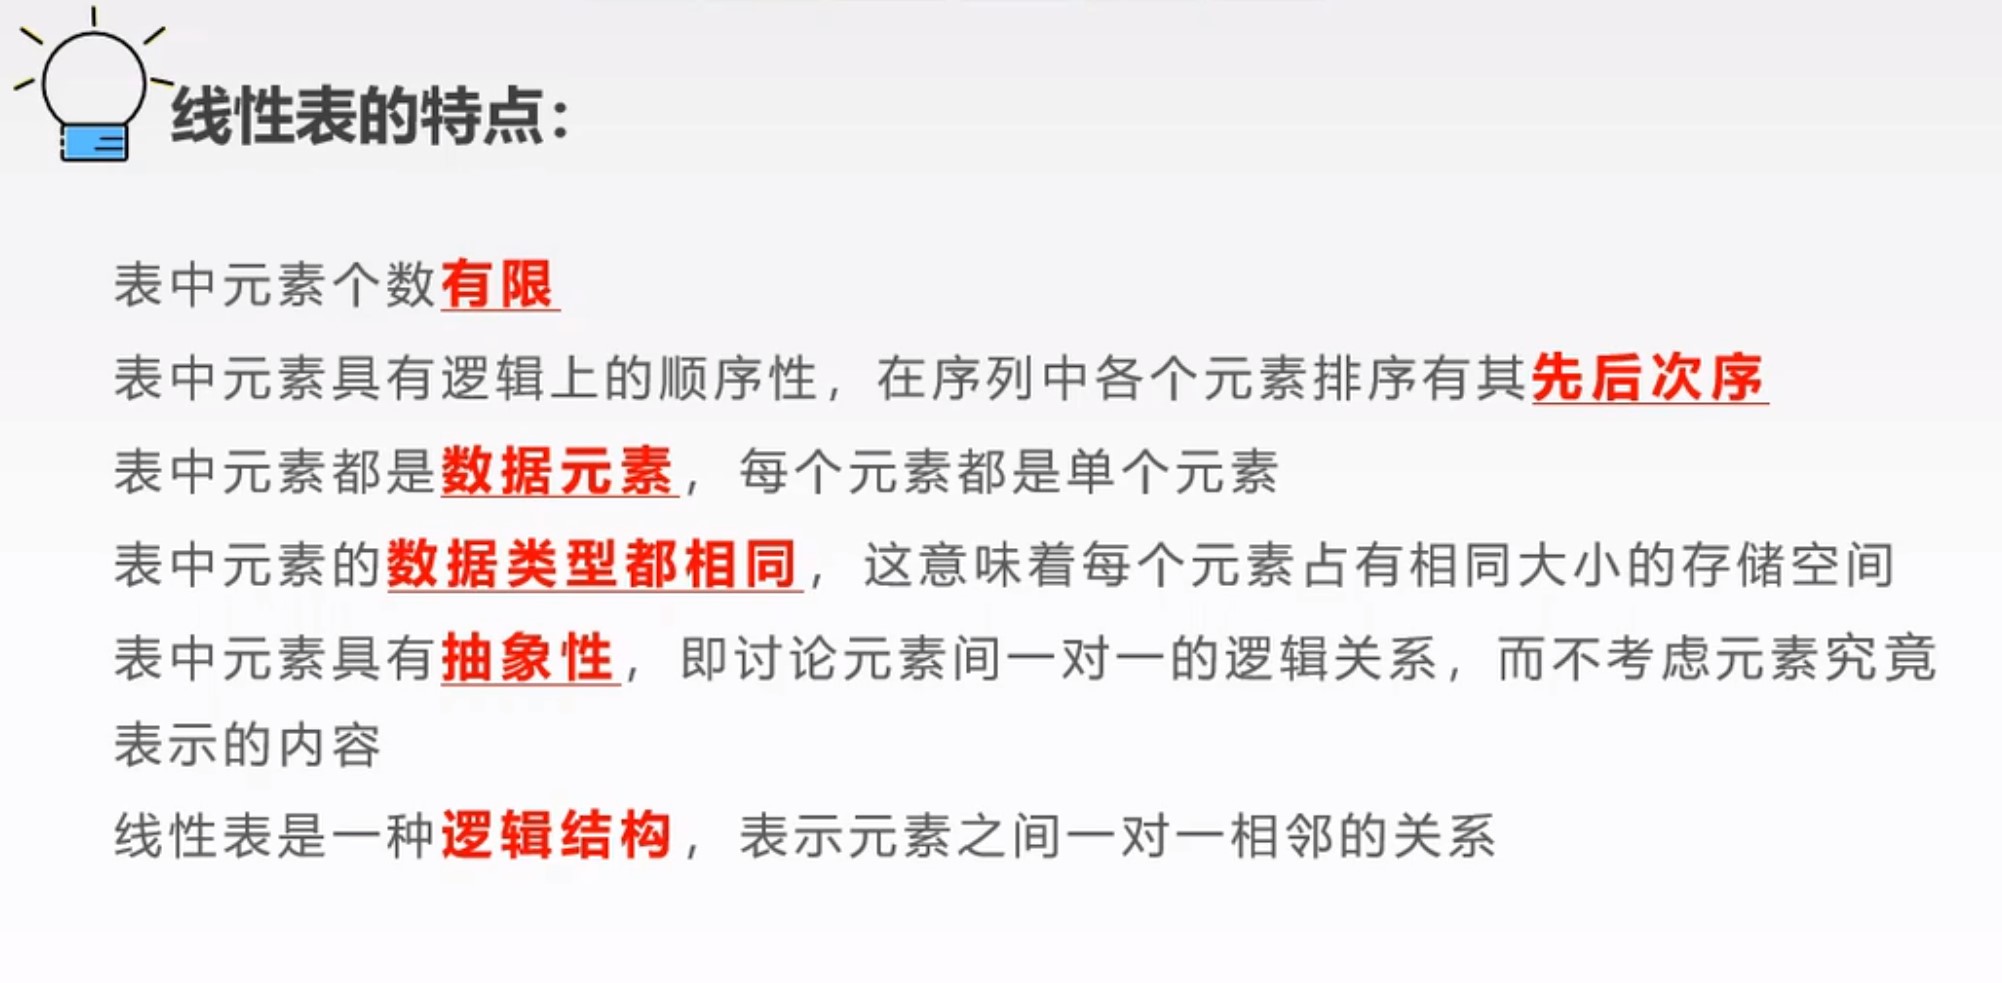 线性表的特点：
表中元素个数有限
表中元素具有逻辑上的顺序性，在序列中各个元素排序有其先后次序
表中元素都是数据元素，每个元素都是单个元素
表中元素的数据类型都相同，这意味着每个元素占有相同大小的存储空间
表中元素具有抽象性，即讨论元素间一对一的逻辑关系，而不考虑元素究竟
表示的内容
线性表是一种逻辑结构，表示元素之间一对一相邻的关系